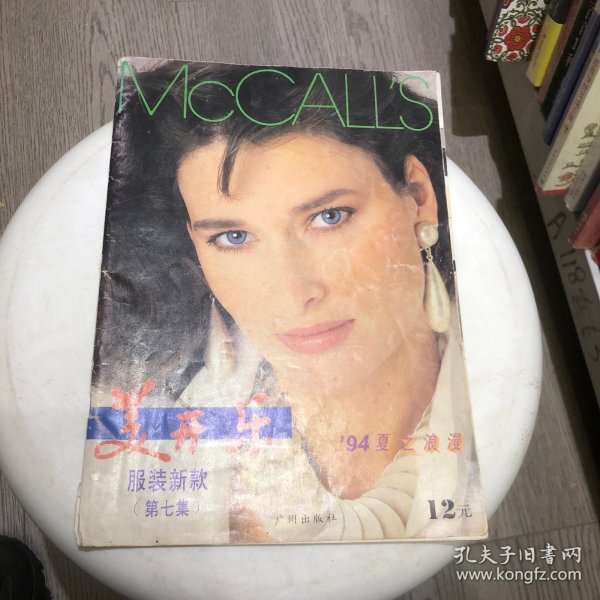 McCALL'S
美开乐
'94夏之浪漫
服装新款
(第七集)
广州出版社
12元
孔夫子旧书网
www.kongfz.com